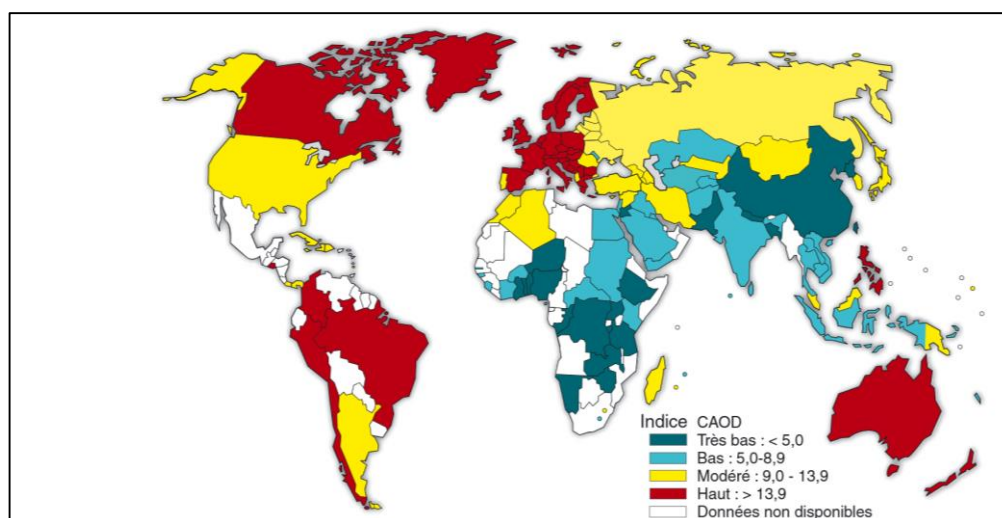 Indice CAOD
Très bas : < 5,0
Bas : 5,0-8,9
Modéré : 9,0 - 13,9
Haut : > 13,9
Données non disponibles